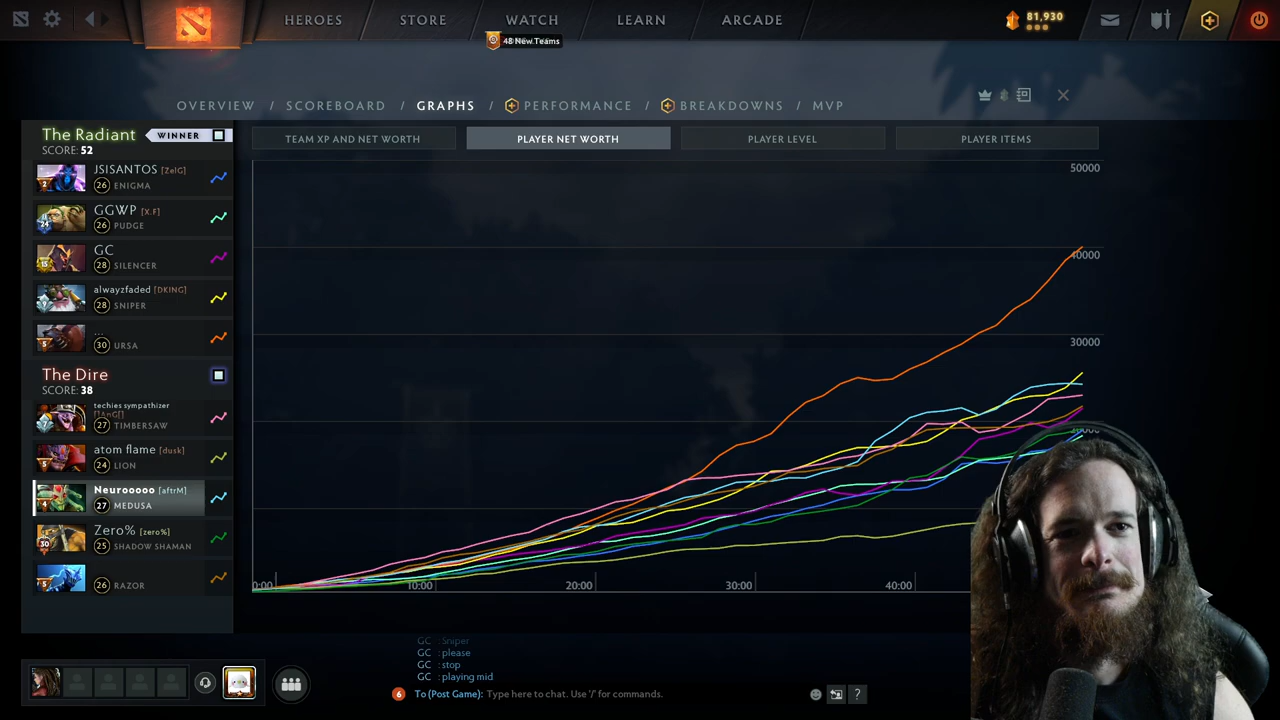 HEROES
STORE
WATCH
LEARN
ARCADE
81,930
48 New Teams
OVERVIEW / SCOREBOARD / GRAPHS / PERFORMANCE / BREAKDOWNS / MVP
The Radiant
WINNER
SCORE: 52
TEAM XP AND NET WORTH
PLAYER NET WORTH
PLAYER LEVEL
PLAYER ITEMS
JSISANTOS [ZelG]
26 ENIGMA
GGWP [X.F]
26 PUDGE
GC
28 SILENCER
alwayzfaded [DKING]
28 SNIPER
...
30 URSA
The Dire
SCORE: 38
techies sympathizer
27 TIMBERSAW
atom flame [dusk]
24 LION
Neurooooo [aftrM]
27 MEDUSA
Zero% [zero%]
25 SHADOW SHAMAN
26 RAZOR
50000
40000
30000
0:00
10:00
20:00
30:00
40:00
GC : Sniper
GC : please
GC : stop
GC : playing mid
6 To (Post Game): Type here to chat. Use '/' for commands.
?